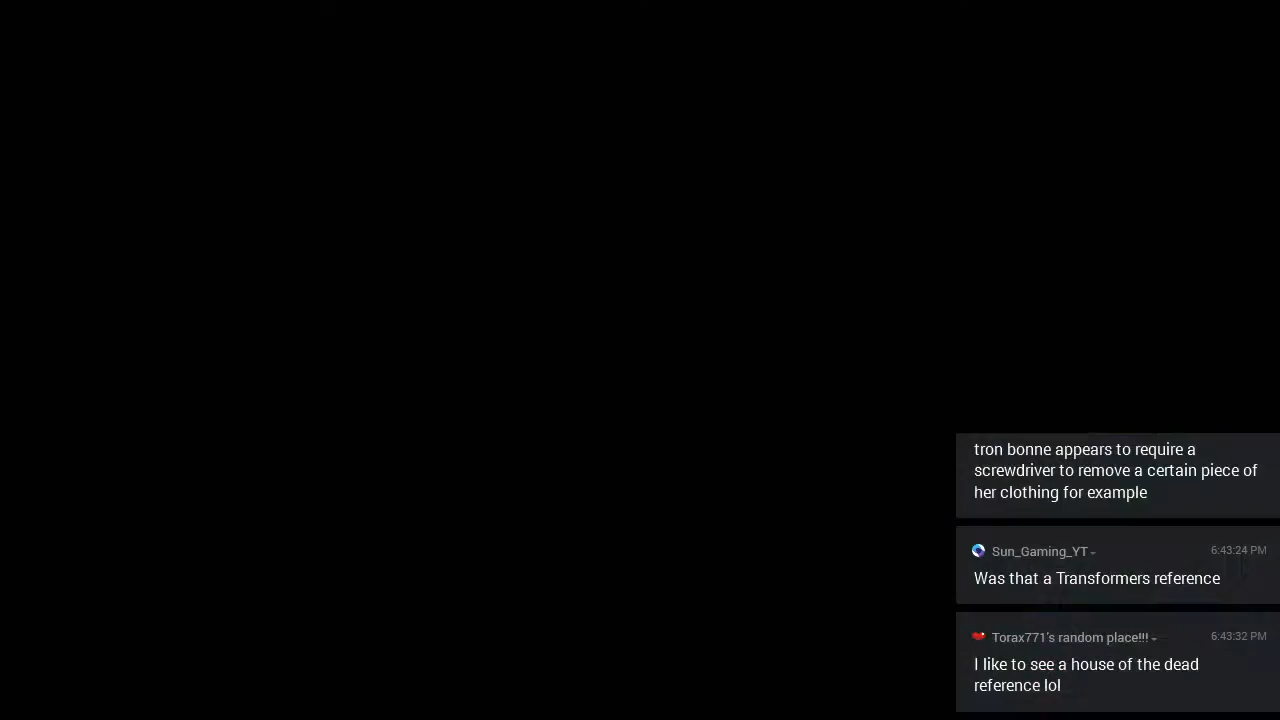 tron bonne appears to require a
screwdriver to remove a certain piece of
her clothing for example
Sun_Gaming_YT 6:43:24 PM
Was that a Transformers reference
Torax771's random place!!! 6:43:32 PM
I like to see a house of the dead
reference lol